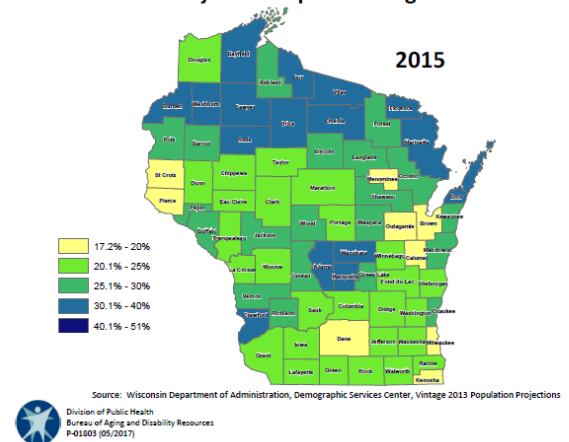 2015
Douglas
Bayfield
Ashland
Iron
Vilas
Burnett
Washburn
Sawyer
Price
Oneida
Florence
Forest
Marinette
Polk
Barron
Rusk
Lincoln
Langlade
Taylor
Menominee
Oconto
St Croix
Dunn
Chippewa
Marathon
Shawano
Door
Pierce
Pepin
Eau Claire
Clark
Kewaunee
Buffalo
Trempealeau
Jackson
Wood
Portage
Waupaca
Outagamie
Brown
17.2% - 20%
20.1% - 25%
25.1% - 30%
30.1% - 40%
40.1% - 51%
La Crosse
Monroe
Juneau
Adams
Waushara
Marquette
Green Lake
Winnebago
Calumet
Manitowoc
Fond du Lac
Sheboygan
Vernon
Crawford
Richland
Sauk
Columbia
Dodge
Washington
Ozaukee
Grant
Iowa
Dane
Jefferson
Waukesha
Milwaukee
Lafayette
Green
Rock
Walworth
Racine
Kenosha
Source: Wisconsin Department of Administration, Demographic Services Center, Vintage 2013 Population Projections
Division of Public Health
Bureau of Aging and Disability Resources
P-01803 (05/2017)